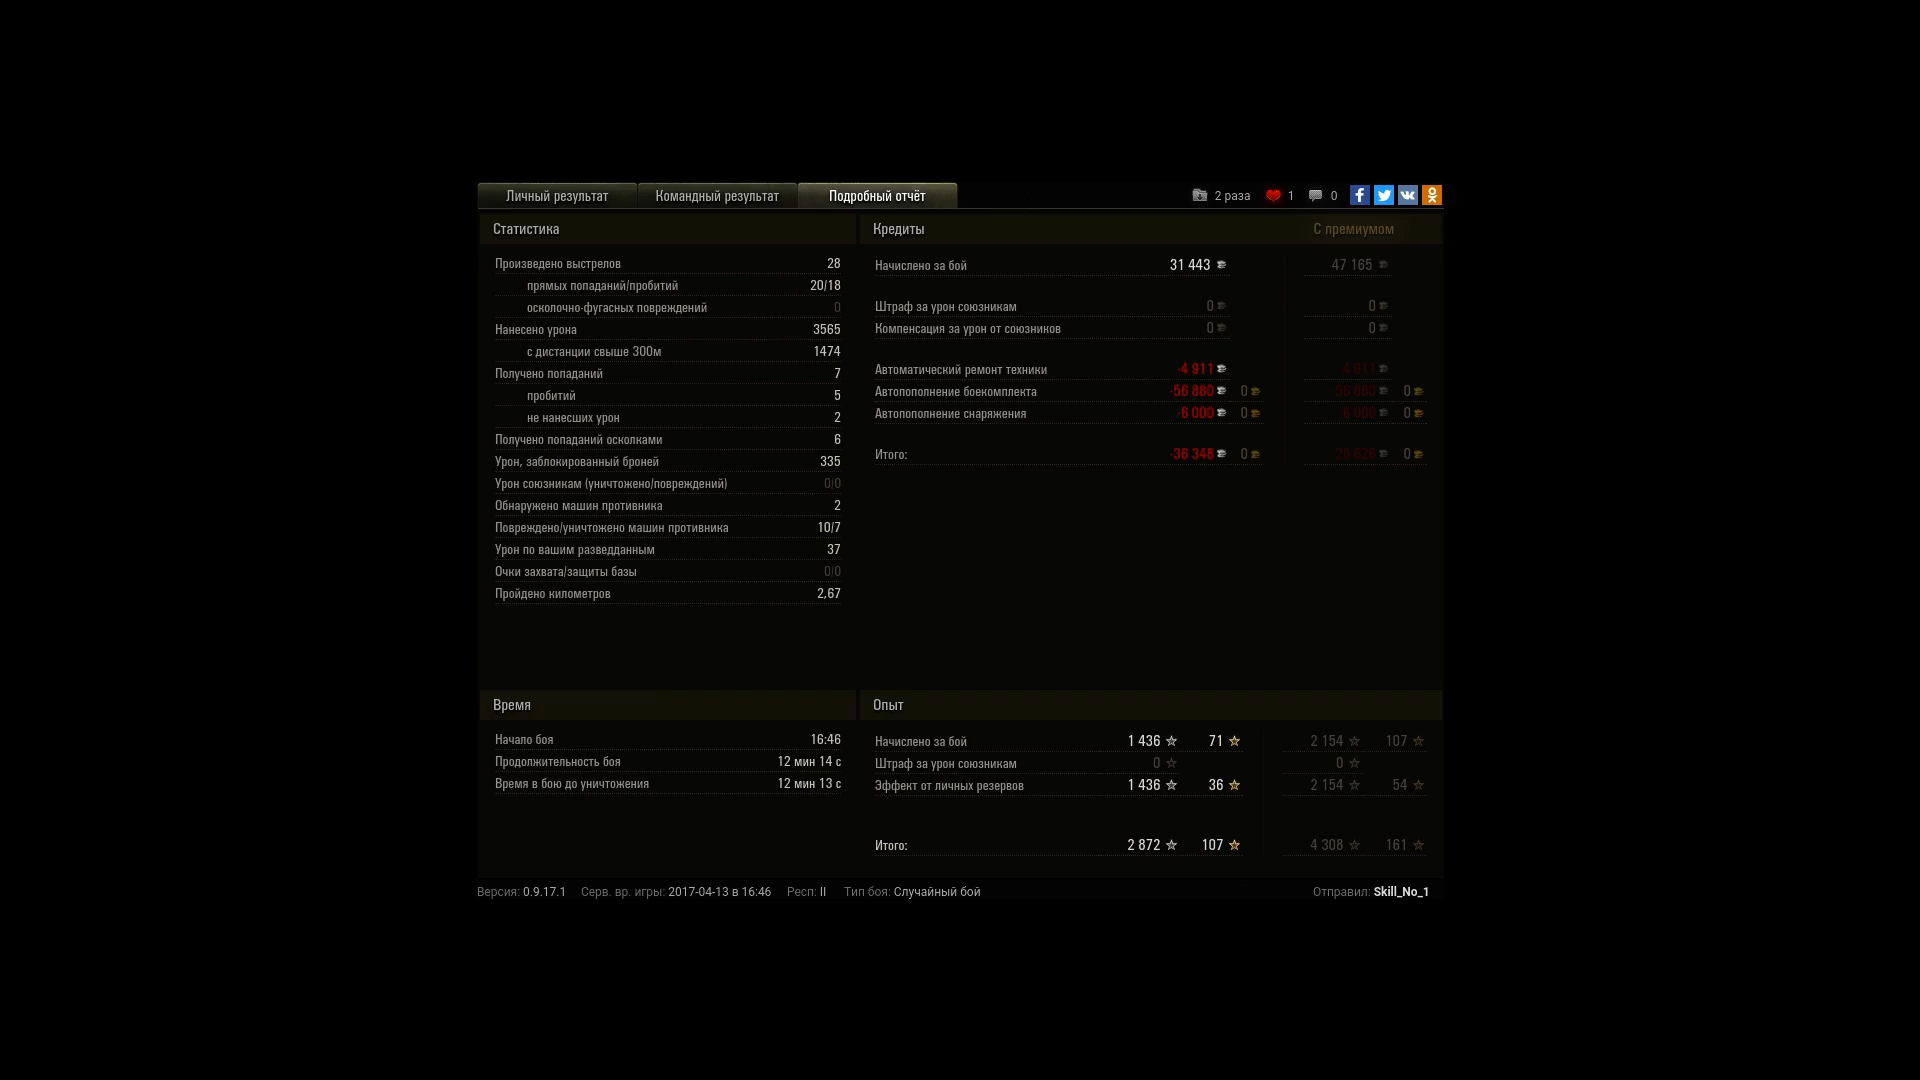 Личный результат Командный результат Подробный отчёт 2 раза 1 0
Статистика
Произведено выстрелов 28
прямых попаданий/пробитий 20/18
осколочно-фугасных повреждений 0
Нанесено урона 3565
с дистанции свыше 300м 1474
Получено попаданий 7
пробитий 5
не нанесших урон 2
Получено попаданий осколками 6
Урон, заблокированный броней 335
Урон союзникам (уничтожено/повреждений) 0/0
Обнаружено машин противника 2
Повреждено/уничтожено машин противника 10/7
Урон по вашим разведданным 37
Очки захвата/защиты базы 0/0
Пройдено километров 2,67
Кредиты С премиумом
Начислено за бой 31 443 47 165
Штраф за урон союзникам 0 0
Компенсация за урон от союзников 0 0
Автоматический ремонт техники -4 911 4 911
Автопополнение боекомплекта -56 880 0 56 880 0
Автопополнение снаряжения -6 000 0 6 000 0
Итого: -36 348 0 20 626 0
Время
Начало боя 16:46
Продолжительность боя 12 мин 14 с
Время в бою до уничтожения 12 мин 13 с
Опыт
Начислено за бой 1 436 71 2 154 107
Штраф за урон союзникам 0 0
Эффект от личных резервов 1 436 36 2 154 54
Итого: 2 872 107 4 308 161
Версия: 0.9.17.1 Серв. вр. игры: 2017-04-13 в 16:46 Респ: II Тип боя: Случайный бой Отправил: Skill_No_1